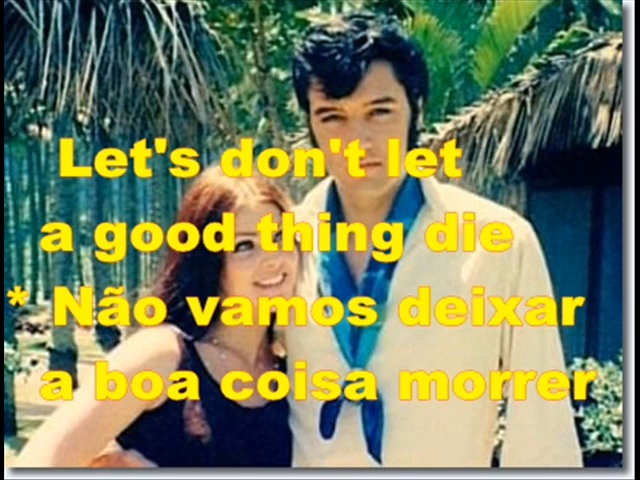 Let's don't let
a good thing die
* Não vamos deixar
a boa coisa morrer